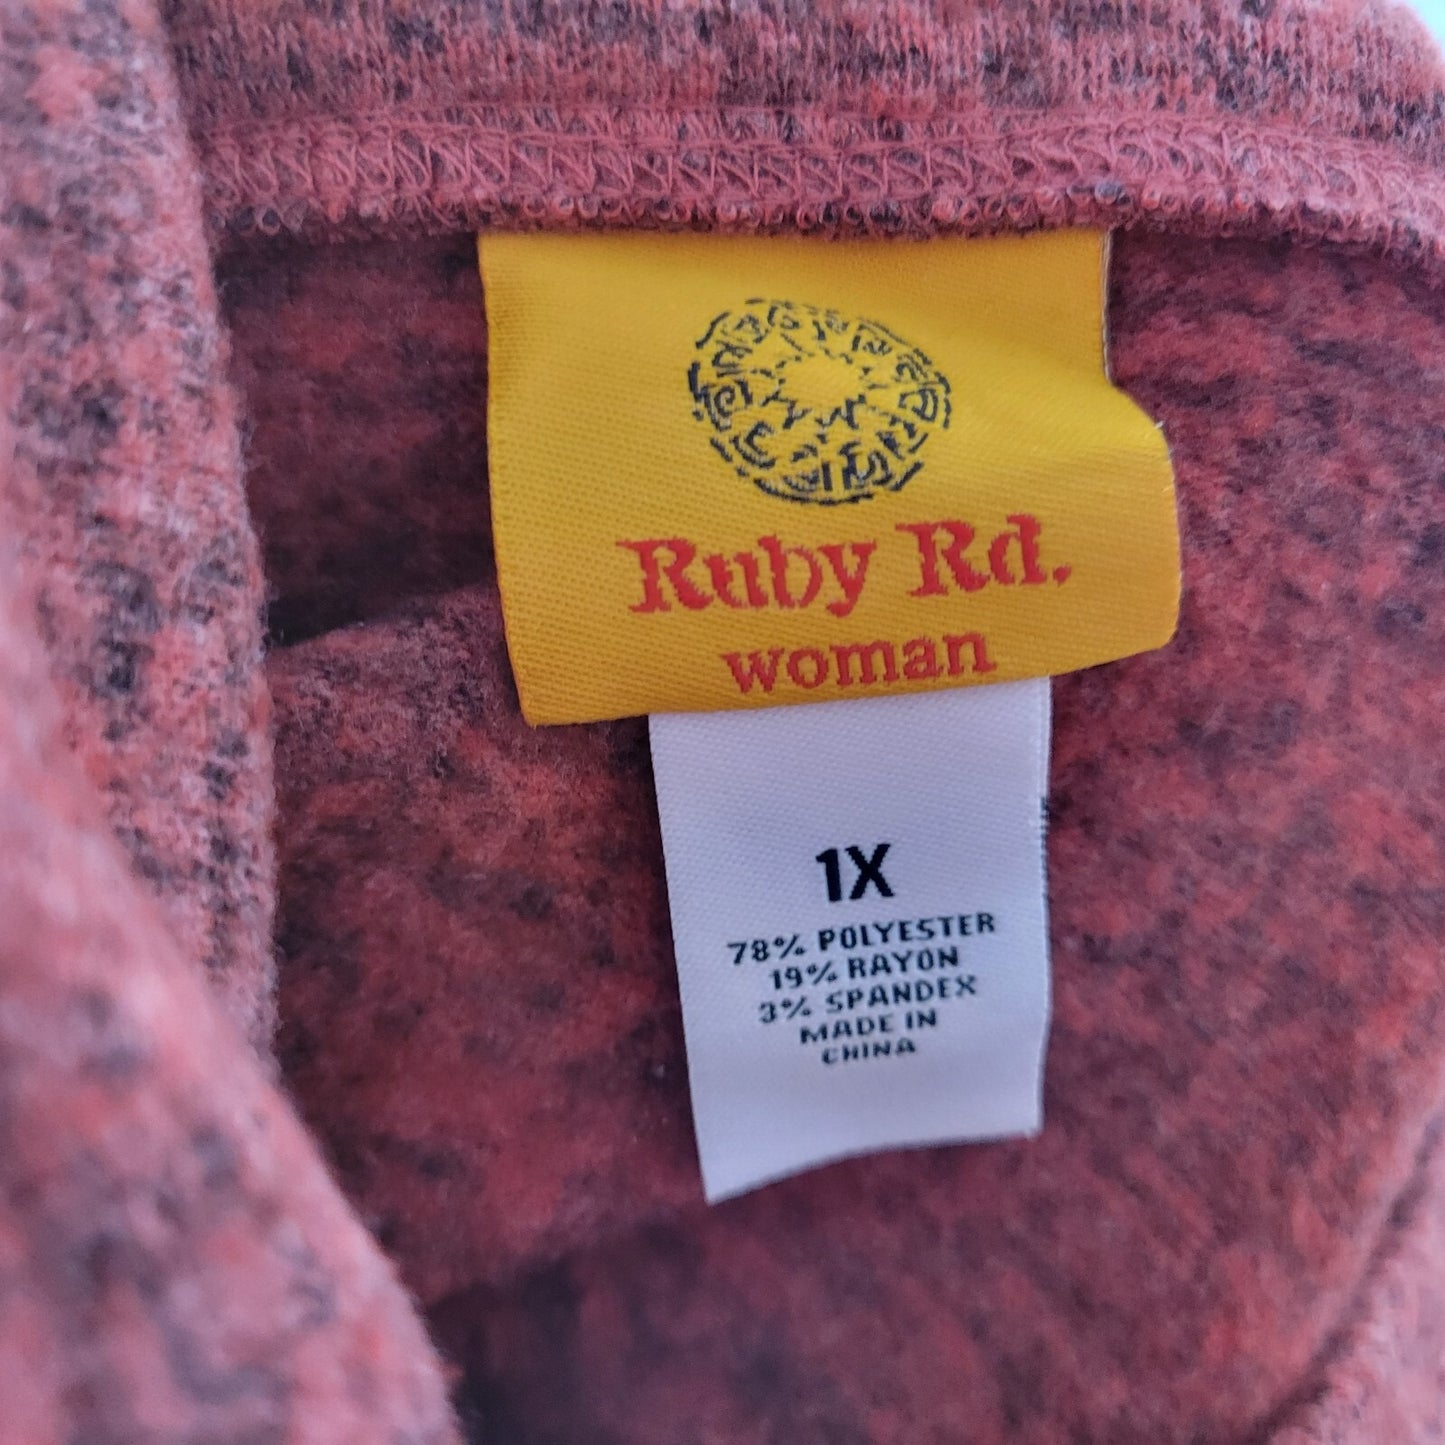 Ruby Rd.
woman
1X
78% POLYESTER
19% RAYON
3% SPANDEX
MADE IN
CHINA